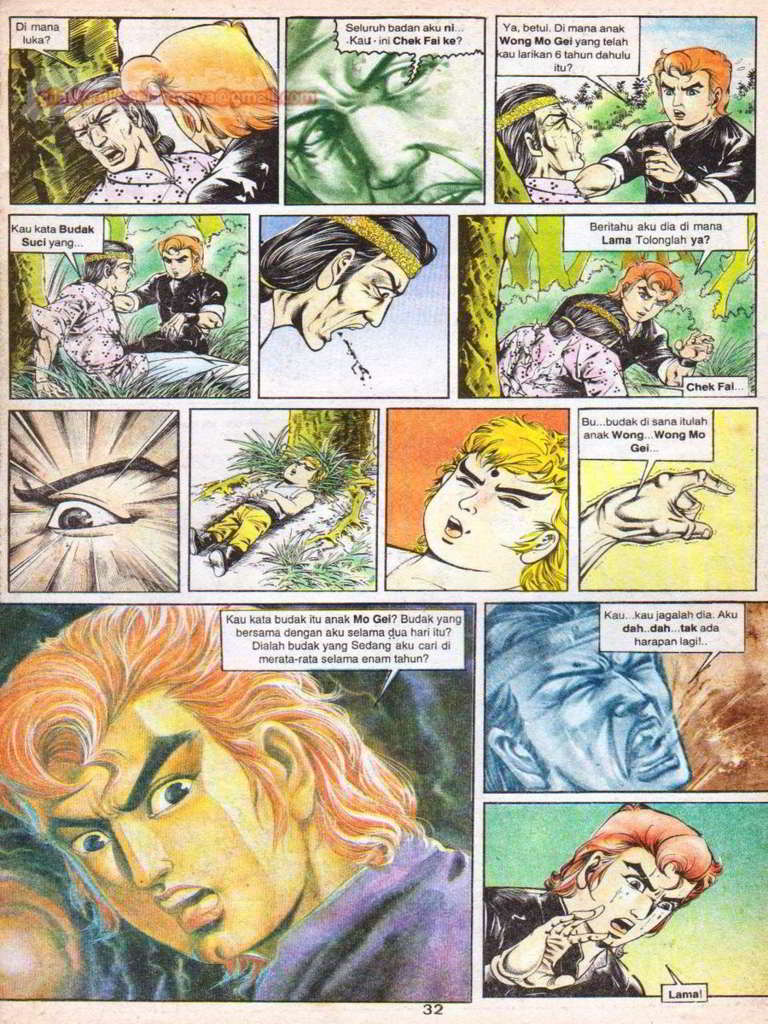 Di mana
luka?
Seluruh badan aku ni...
.Kau - ini Chek Fai ke?
Ya, betul. Di mana anak
Wong Mo Gei yang telah
kau larikan 6 tahun dahulu
itu?
Kau kata Budak
Suci yang...
Beritahu aku dia di mana
Lama Tolonglah ya?
Chek Fai...
Bu...budak di sana itulah
anak Wong...Wong Mo
Gei...
Kau kata budak itu anak Mo Gei? Budak yang
bersama dengan aku selama dua hari itu?
Dialah budak yang Sedang aku cari di
merata-rata selama enam tahun?
Kau...kau jagalah dia. Aku
dah..dah...tak ada
harapan lagi!..
Lama!
32